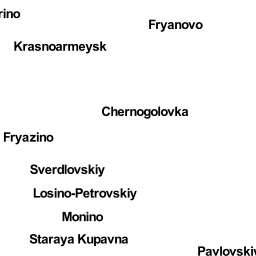 Fryanovo
Krasnoarmeysk
Chernogolovka
Fryazino
Sverdlovskiy
Losino-Petrovskiy
Monino
Staraya Kupavna